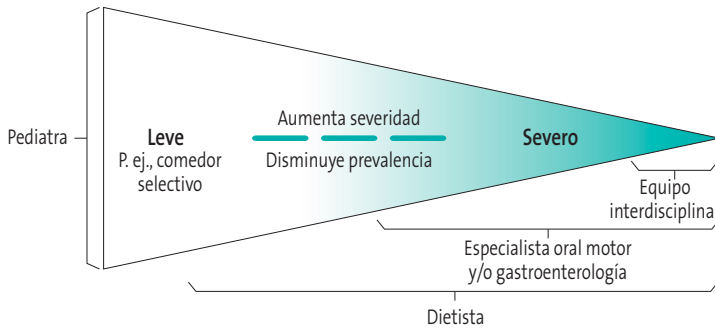 Pediatra
Leve
P. ej., comedor
selectivo
Aumenta severidad
Disminuye prevalencia
Severo
Equipo
interdisciplina
Especialista oral motor
y/o gastroenterología
Dietista